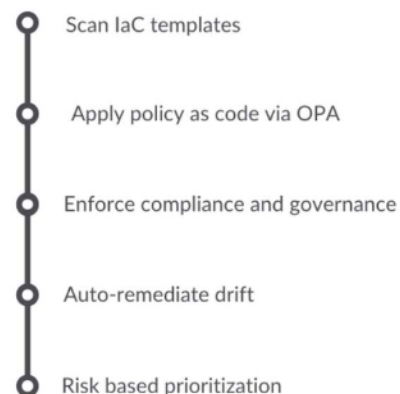 Scan IaC templates
Apply policy as code via OPA
Enforce compliance and governance
Auto-remediate drift
Risk based prioritization